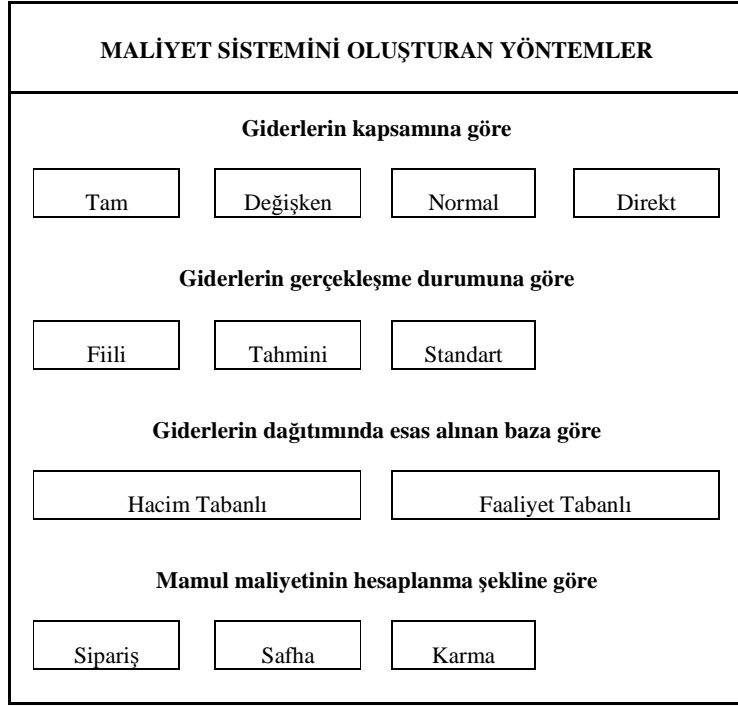 MALİYET SİSTEMİNİ OLUŞTURAN YÖNTEMLER
Giderlerin kapsamına göre
Tam Değişken Normal Direkt
Giderlerin gerçekleşme durumuna göre
Fiili Tahmini Standart
Giderlerin dağıtımında esas alınan baza göre
Hacim Tabanlı Faaliyet Tabanlı
Mamul maliyetinin hesaplanma şekline göre
Sipariş Safha Karma